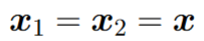 𝒙₁ = 𝒙₂ = 𝒙